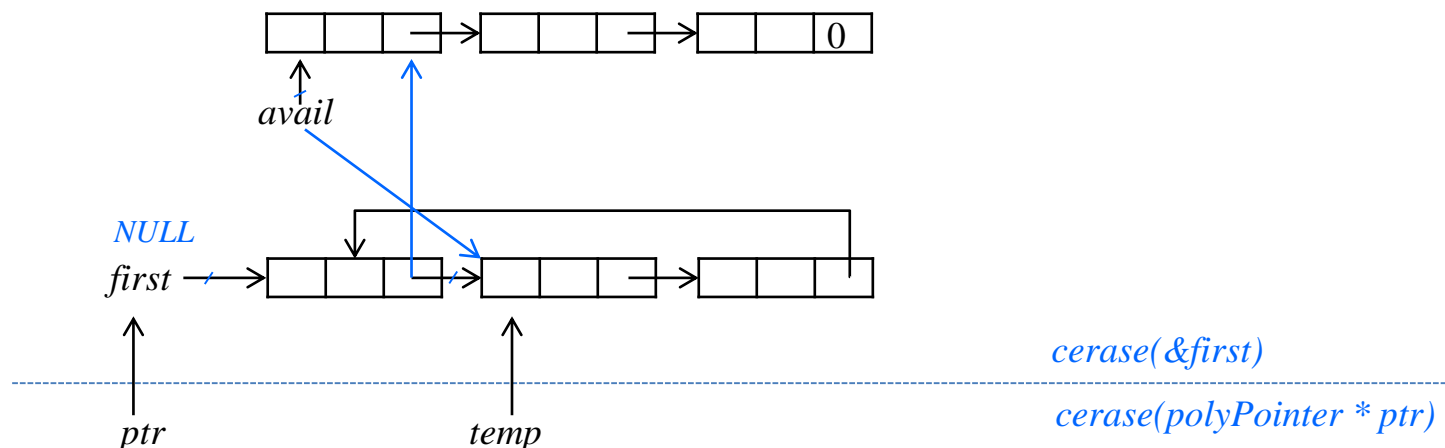 0
avail
NULL
first
cerase(&first)
cerase(polyPointer * ptr)
ptr
temp